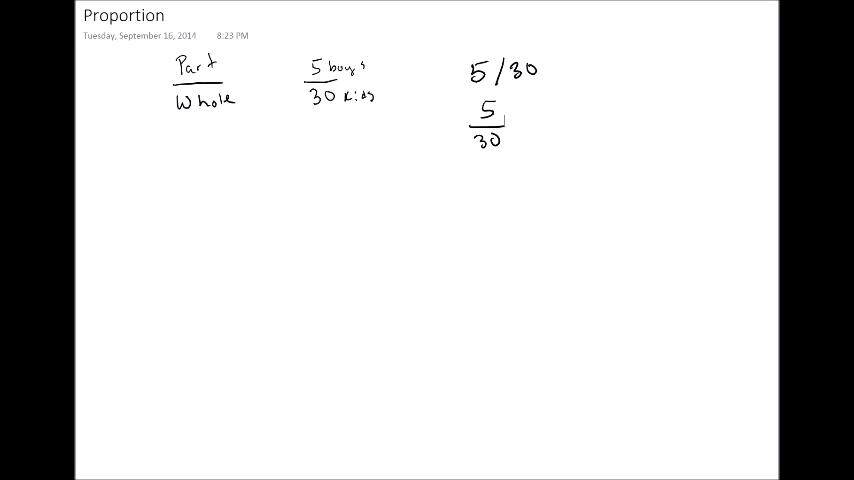 Proportion
Tuesday, September 16, 2014 8:23 PM
Part
Whole
5 boys
30 kids
5/30
5
30